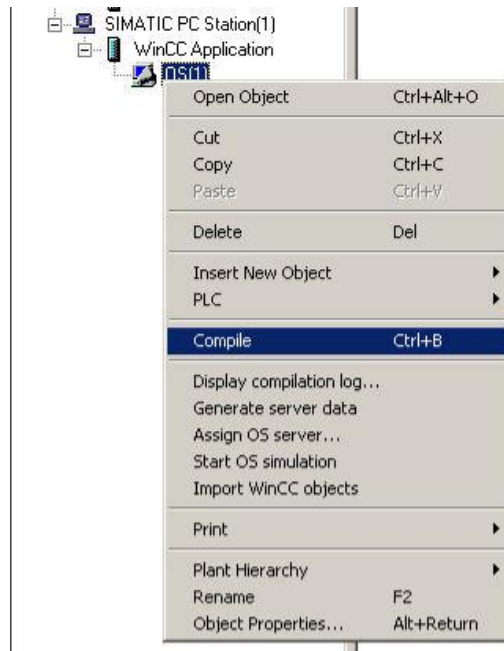 SIMATIC PC Station(1)
WinCC Application
OS(1)
Open Object Ctrl+Alt+O
Cut Ctrl+X
Copy Ctrl+C
Paste Ctrl+V
Delete Del
Insert New Object
PLC
Compile Ctrl+B
Display compilation log...
Generate server data
Assign OS server...
Start OS simulation
Import WinCC objects
Print
Plant Hierarchy
Rename F2
Object Properties... Alt+Return